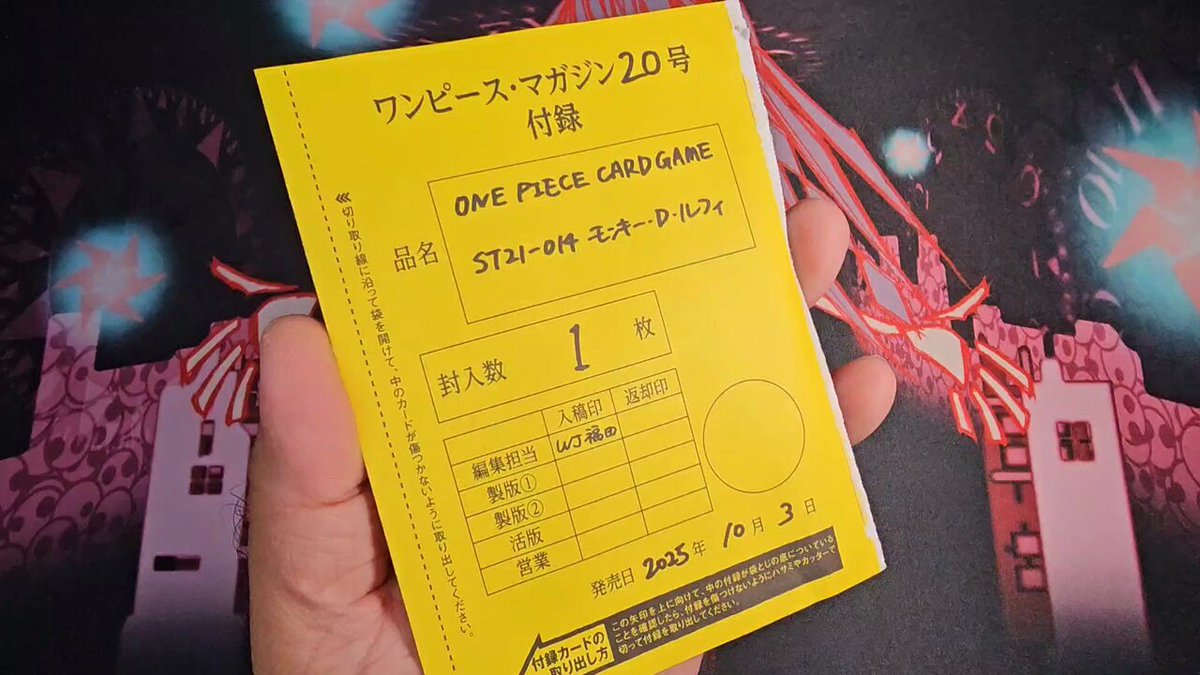 ワンピース・マガジン20号
付録
品名
ONE PIECE CARD GAME
ST21-014 モンキー・D・ルフィ
封入数 1 枚
入稿印 返却印
編集担当 WJ福田
製版①
製版②
活版
営業
発売日 2025年 10月 3日
切り取り線に沿って袋を開けて、中のカードが傷つかないように取り出してください。
付録カードの
取り出し方
この矢印を上に向けて、中の付録が袋とじの底についている
ことを確認したら、付録を傷つけないようにハサミやカッターで
切って付録を取り出してください。